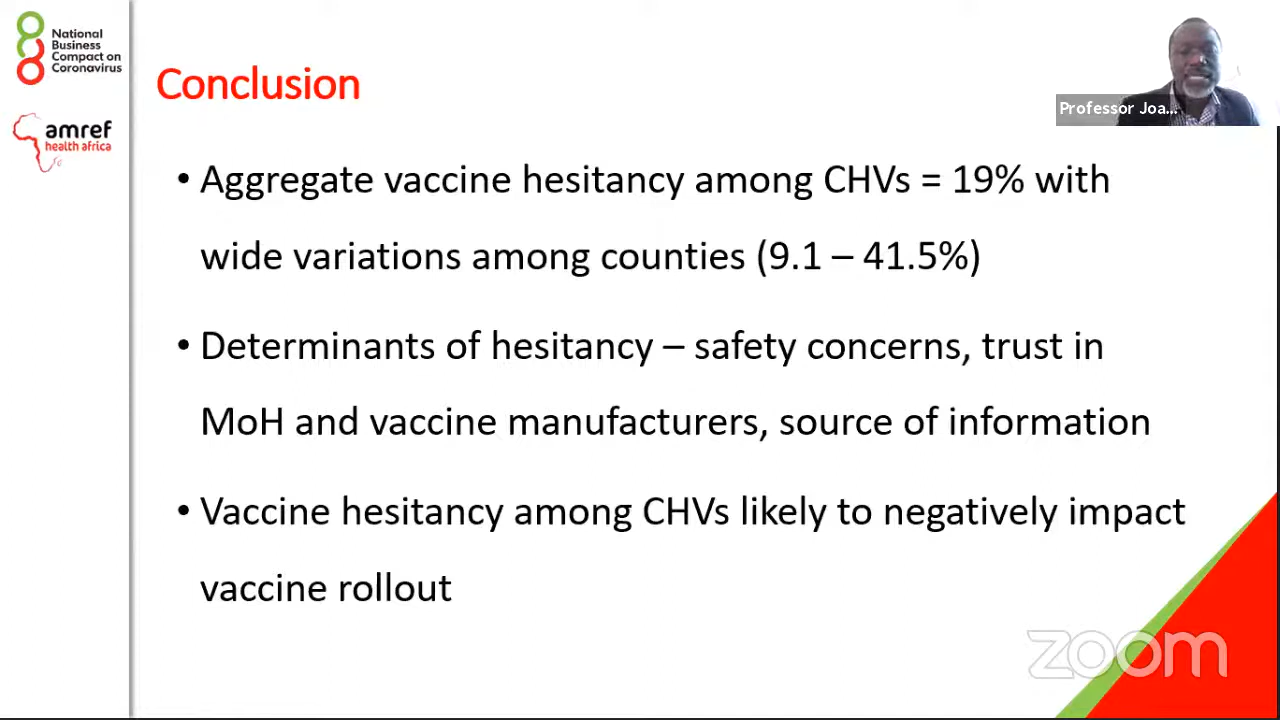 National
Business
Compact on
Coronavirus
amref
health africa
Conclusion
Professor Joa...
• Aggregate vaccine hesitancy among CHVs = 19% with
wide variations among counties (9.1 – 41.5%)
• Determinants of hesitancy – safety concerns, trust in
MoH and vaccine manufacturers, source of information
• Vaccine hesitancy among CHVs likely to negatively impact
vaccine rollout
zoom